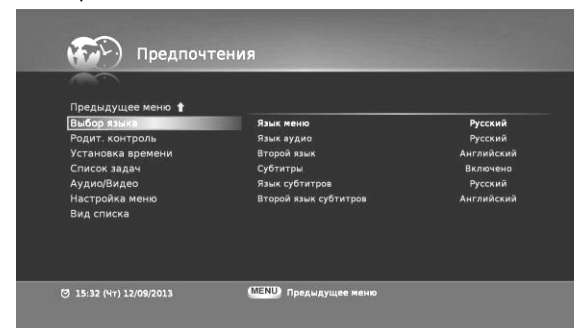 Предпочтения
Предыдущее меню
Выбор языка
Язык меню Русский
Родит. контроль
Язык аудио Русский
Установка времени
Второй язык Английский
Список задач
Субтитры Включено
Аудио/Видео
Язык субтитров Русский
Настройка меню
Второй язык субтитров Английский
Вид списка
15:32 (Чт) 12/09/2013
MENU Предыдущее меню